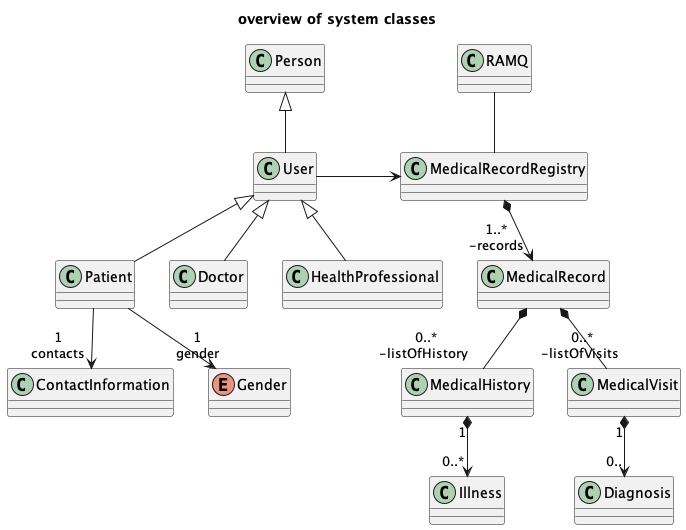 overview of system classes
C Person
C RAMQ
C User
C MedicalRecordRegistry
1..*
-records
C Patient
C Doctor
C HealthProfessional
C MedicalRecord
1
contacts
1
gender
0..*
-listOfHistory
0..*
-listOfVisits
C ContactInformation
E Gender
C MedicalHistory
C MedicalVisit
1
1
0..*
0..
C Illness
C Diagnosis